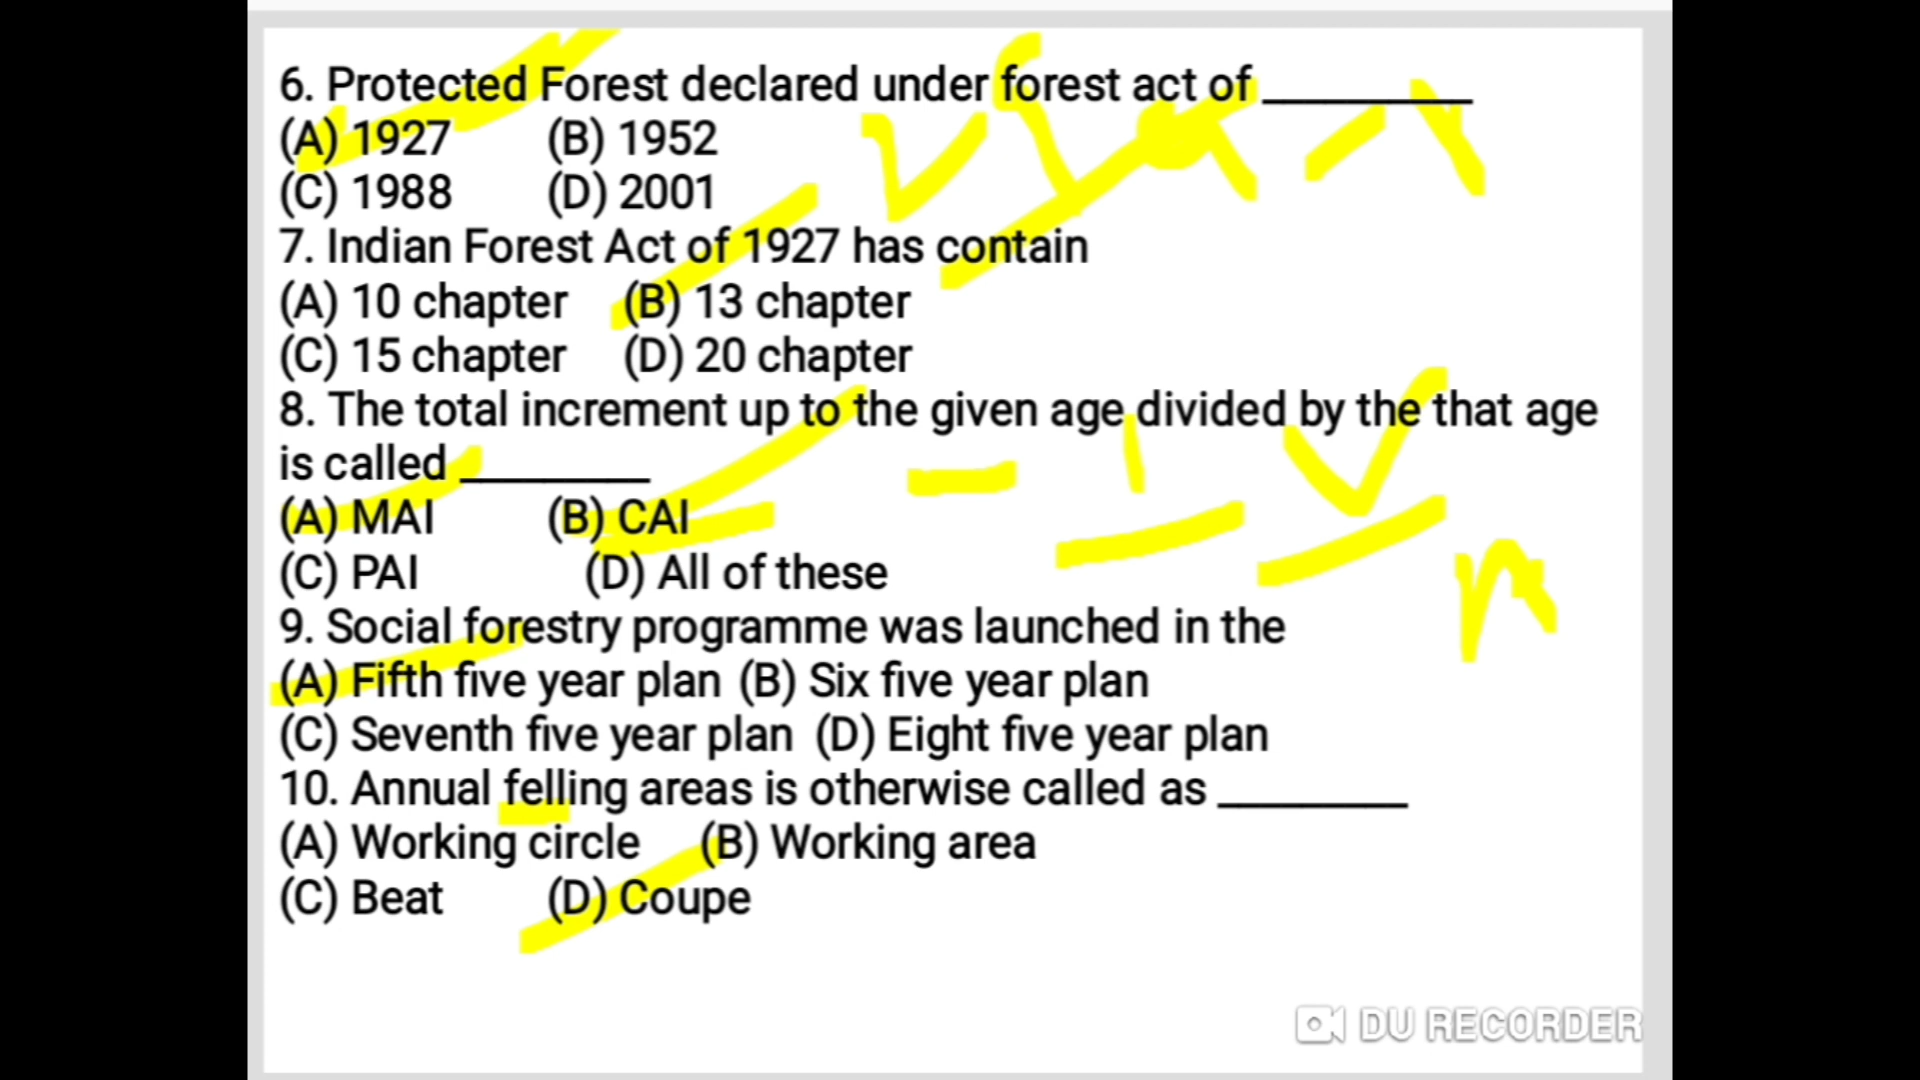 6. Protected Forest declared under forest act of _________
(A) 1927 (B) 1952
(C) 1988 (D) 2001
7. Indian Forest Act of 1927 has contain
(A) 10 chapter (B) 13 chapter
(C) 15 chapter (D) 20 chapter
8. The total increment up to the given age divided by the that age
is called ________
(A) MAI (B) CAI
(C) PAI (D) All of these
9. Social forestry programme was launched in the
(A) Fifth five year plan (B) Six five year plan
(C) Seventh five year plan (D) Eight five year plan
10. Annual felling areas is otherwise called as ________
(A) Working circle (B) Working area
(C) Beat (D) Coupe
DU RECORDER